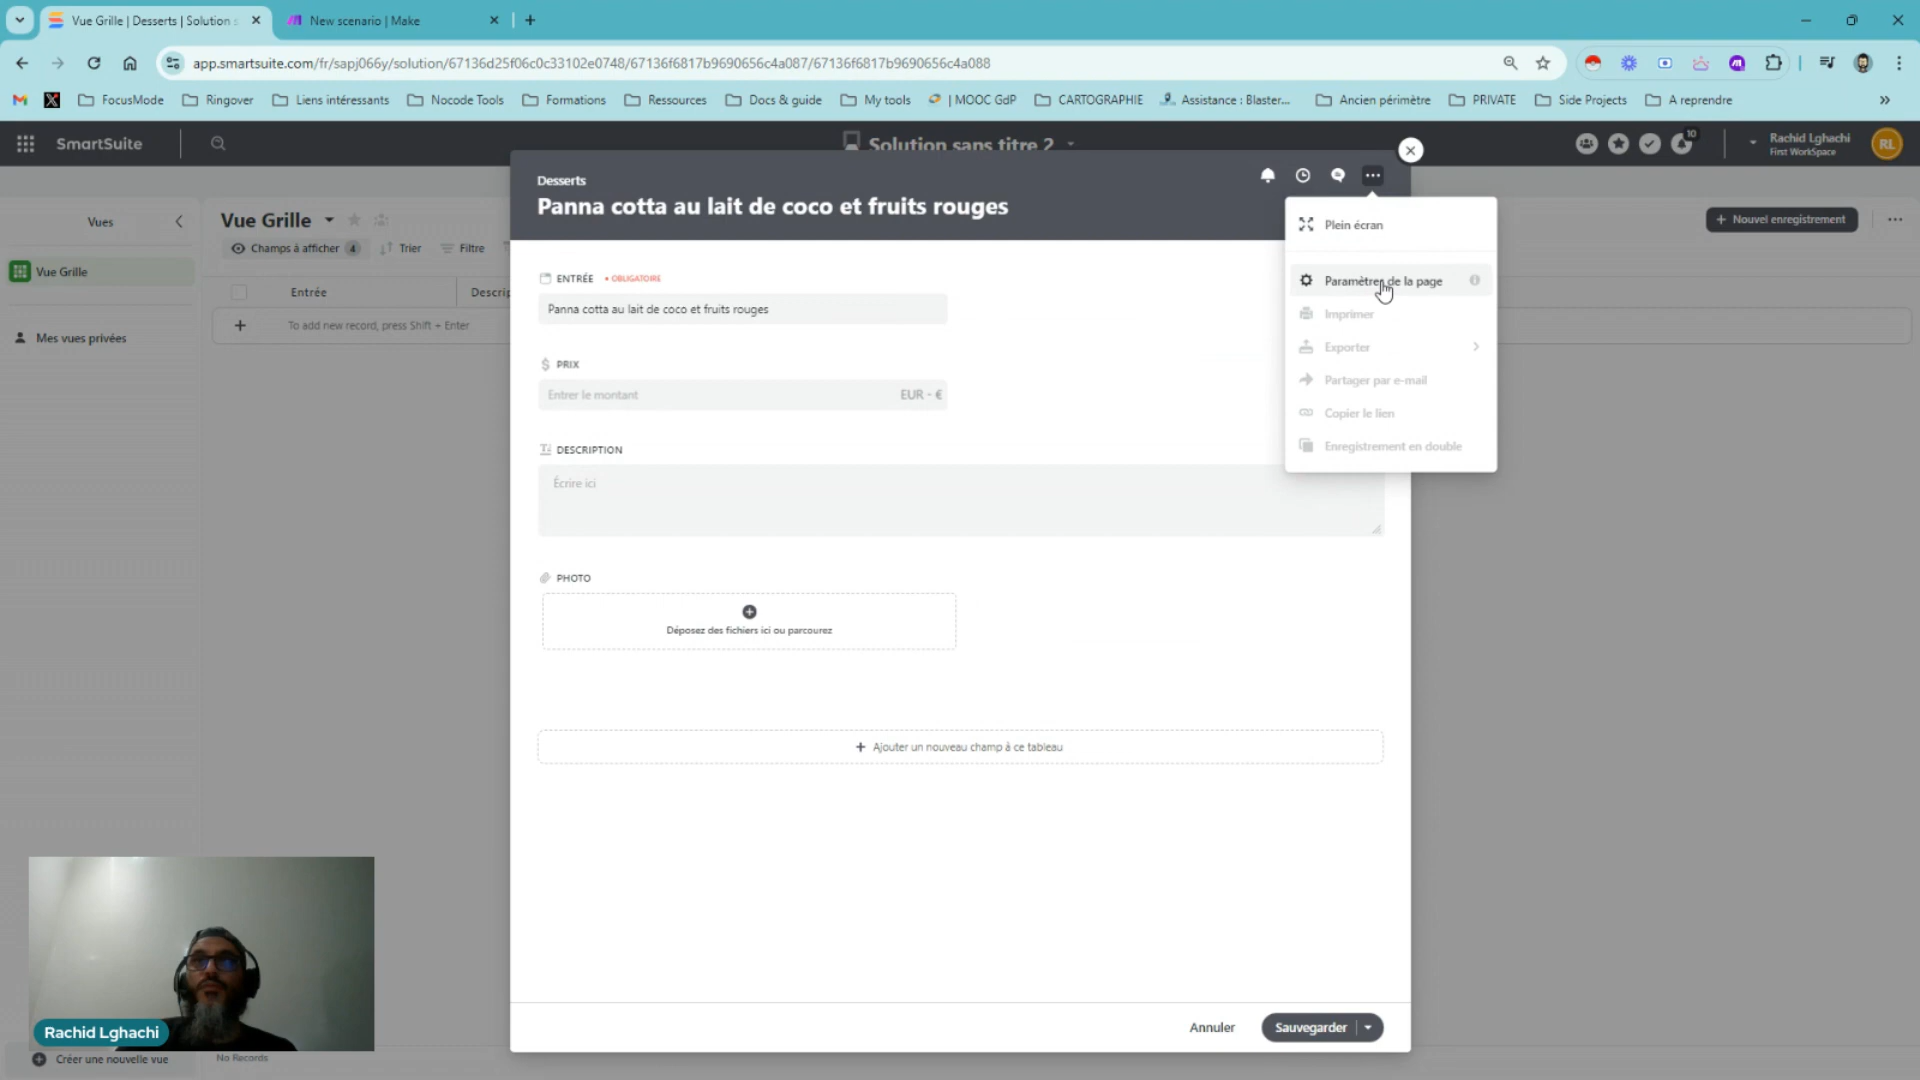 Vue Grille | Desserts | Solution s
New scenario | Make
app.smartsuite.com/fr/sapj066y/solution/67136d25f06c0c33102e0748/67136f6817b9690656c4a087/67136f6817b9690656c4a088
FocusMode
Ringover
Liens intéressants
Nocode Tools
Formations
Ressources
Docs & guide
My tools
| MOOC GdP
CARTOGRAPHIE
Assistance : Blaster...
Ancien périmètre
PRIVATE
Side Projects
A reprendre
SmartSuite
Solution sans titre 2
10
Rachid Lghachi
First WorkSpace
RL
Desserts
Panna cotta au lait de coco et fruits rouges
Vues
Vue Grille
Nouvel enregistrement
Champs à afficher 4
Trier
Filtre
Vue Grille
Entrée
Descrip
To add new record, press Shift + Enter
Mes vues privées
Plein écran
Paramètres de la page
Imprimer
Exporter
Partager par e-mail
Copier le lien
Enregistrement en double
ENTRÉE • OBLIGATOIRE
Panna cotta au lait de coco et fruits rouges
PRIX
Entrer le montant EUR - €
DESCRIPTION
Écrire ici
PHOTO
Déposez des fichiers ici ou parcourez
+ Ajouter un nouveau champ à ce tableau
Annuler
Sauvegarder
Rachid Lghachi
Créer une nouvelle vue
No Records